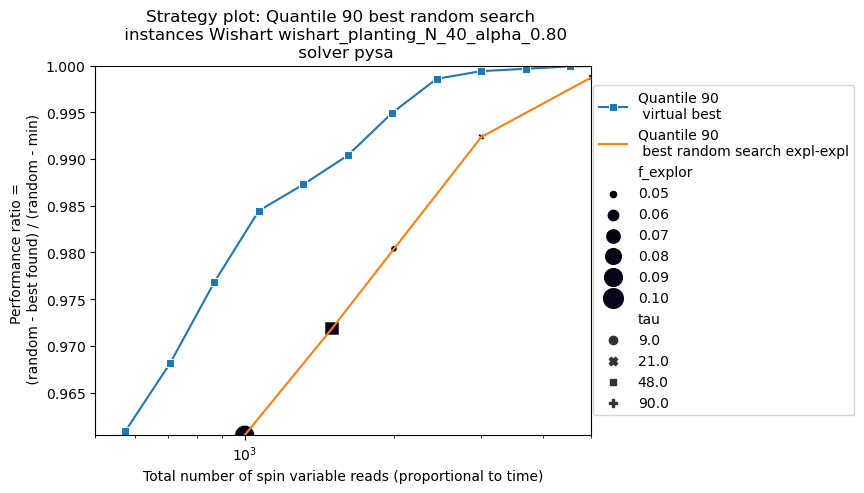 Strategy plot: Quantile 90 best random search
instances Wishart wishart_planting_N_40_alpha_0.80
solver pysa
Performance ratio =
(random - best found) / (random - min)
1.000
0.995
0.990
0.985
0.980
0.975
0.970
0.965
10^3
Total number of spin variable reads (proportional to time)
Quantile 90
virtual best
Quantile 90
best random search expl-expl
f_explor
0.05
0.06
0.07
0.08
0.09
0.10
tau
9.0
21.0
48.0
90.0